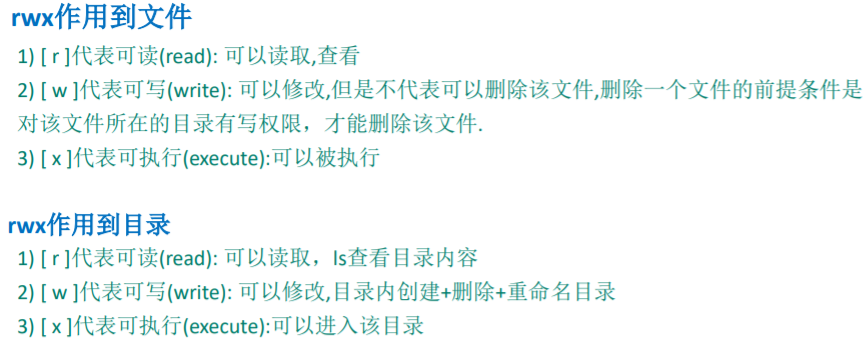 rwx作用到文件
1) [ r ]代表可读(read): 可以读取,查看
2) [ w ]代表可写(write): 可以修改,但是不代表可以删除该文件,删除一个文件的前提条件是
对该文件所在的目录有写权限，才能删除该文件.
3) [ x ]代表可执行(execute):可以被执行
rwx作用到目录
1) [ r ]代表可读(read): 可以读取，ls查看目录内容
2) [ w ]代表可写(write): 可以修改,目录内创建+删除+重命名目录
3) [ x ]代表可执行(execute):可以进入该目录